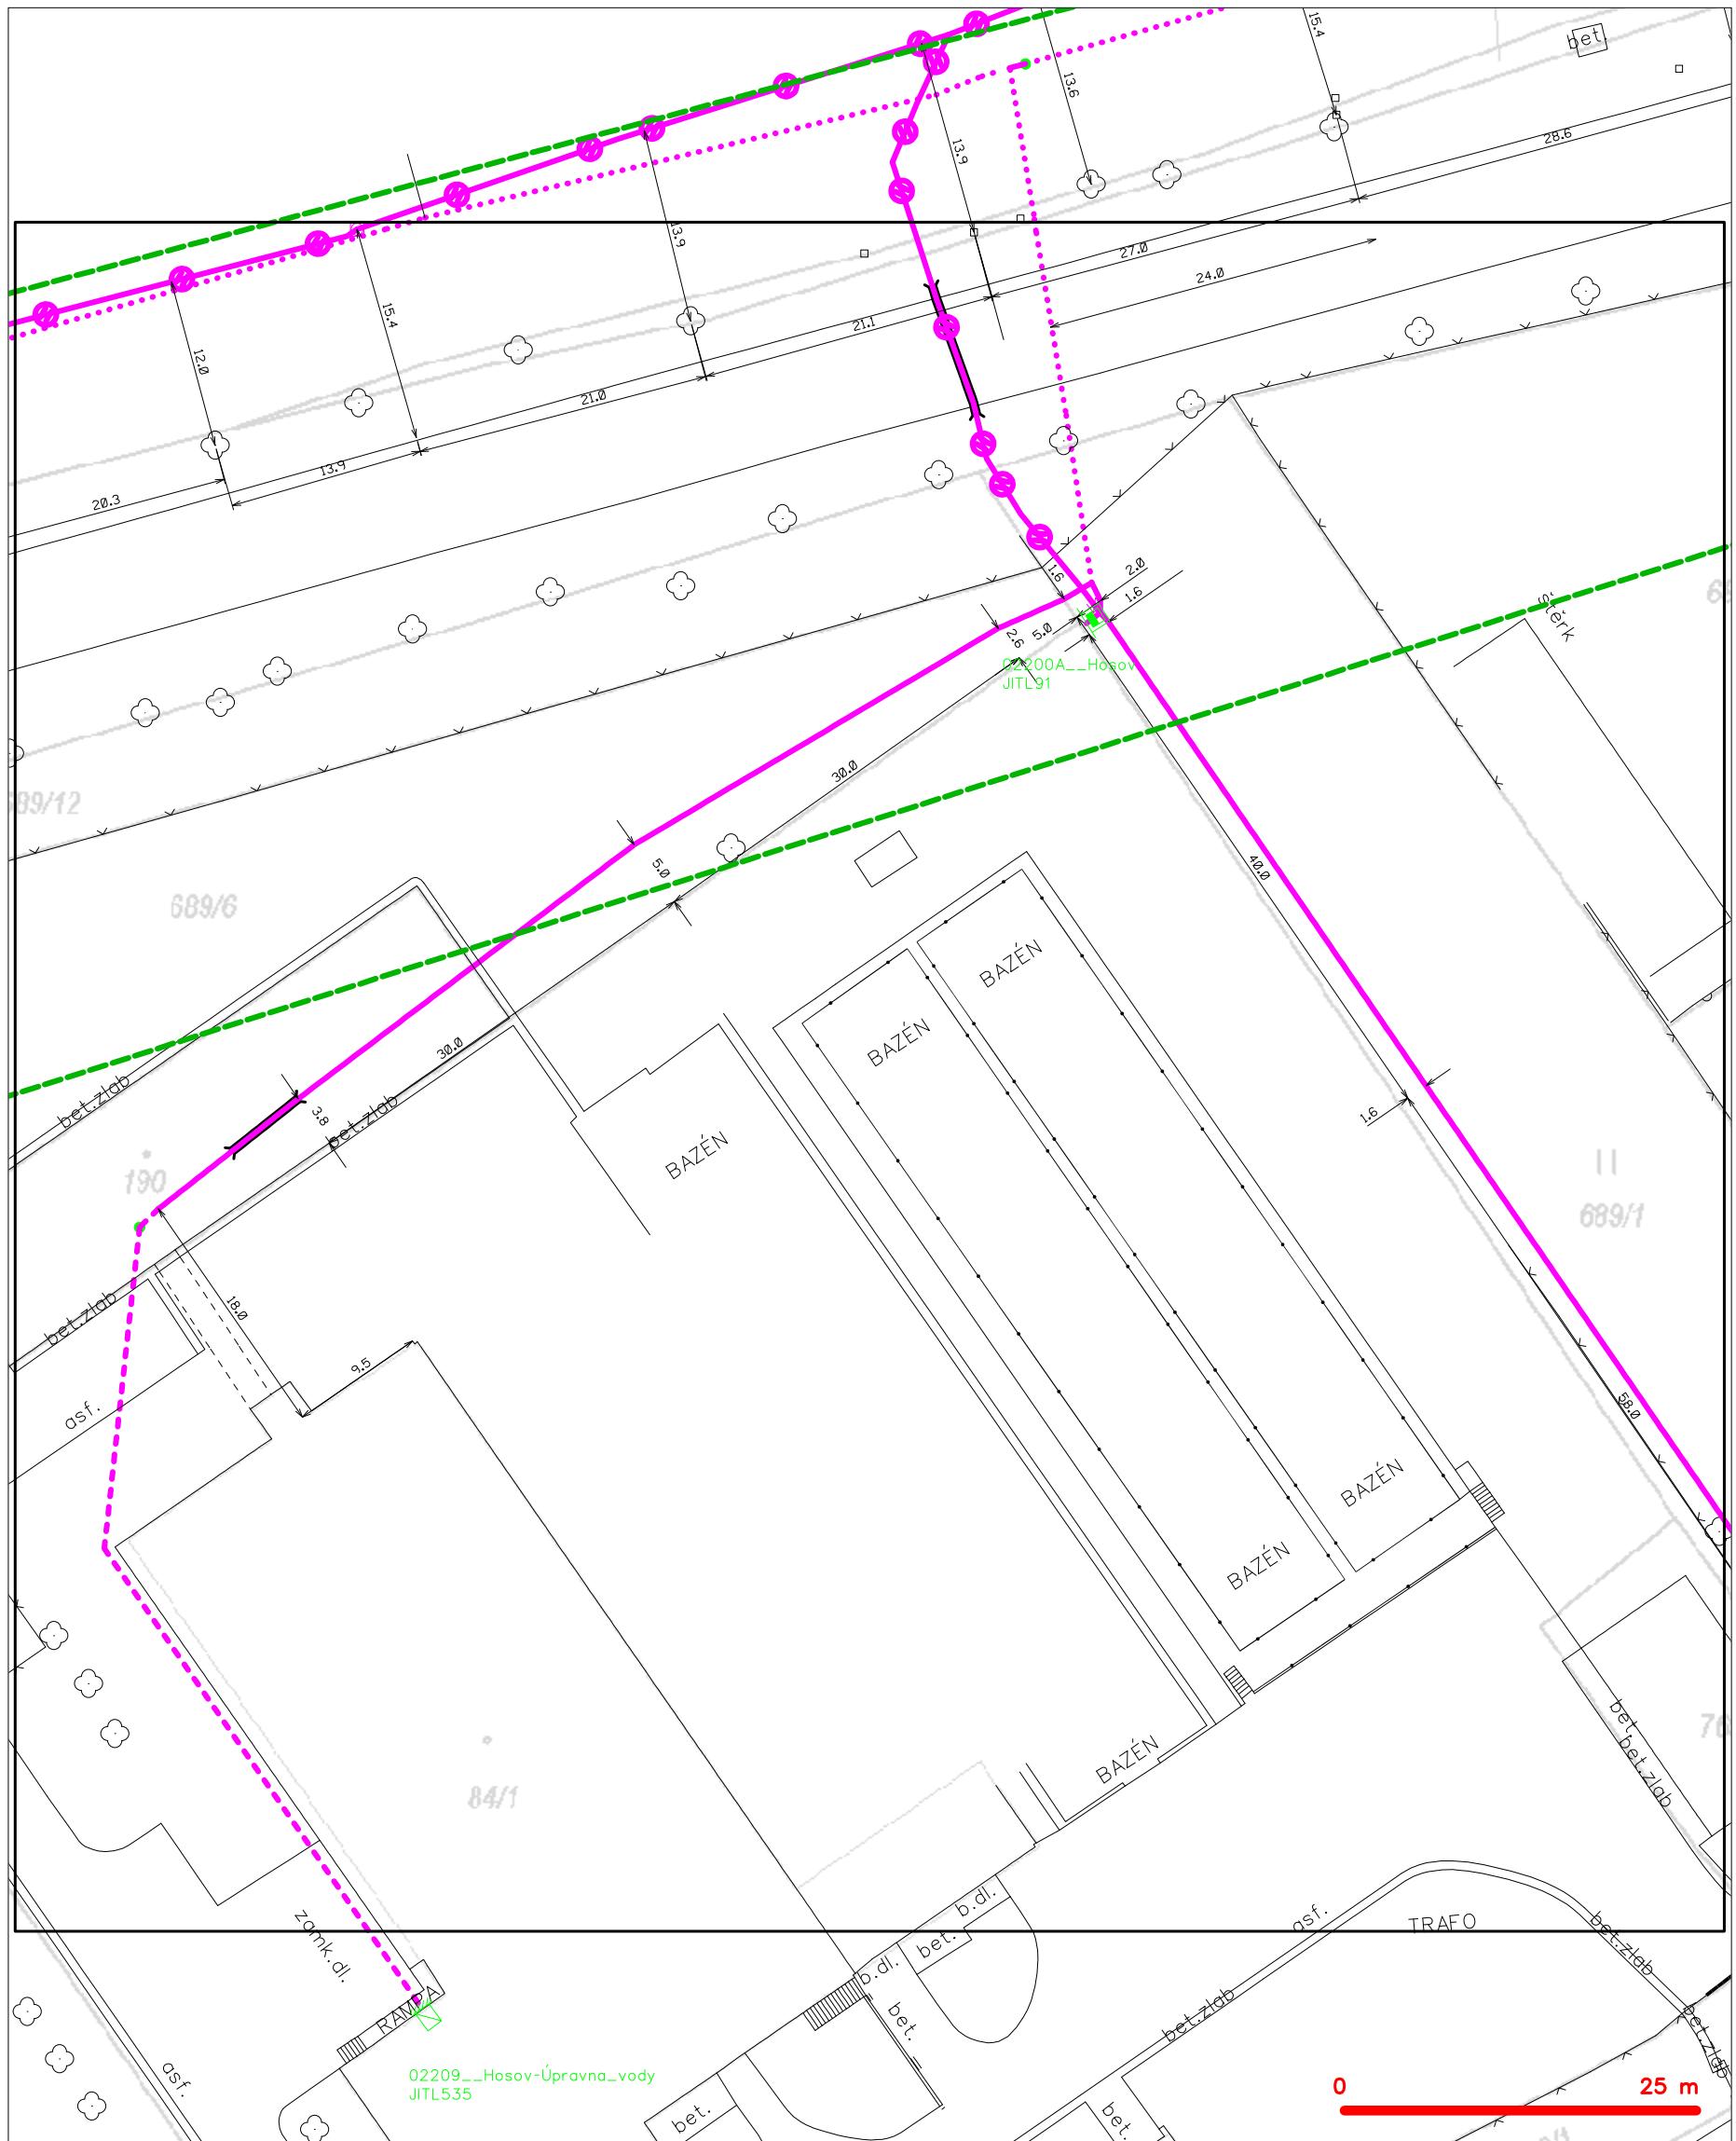 bet.
15.4
13.6
28.6
13.9
13.9
27.0
24.0
15.4
12.0
21.1
21.0
13.9
20.3
1.6
2.0
1.6
5.0
2.6
02200A__Hosov
JITL91
Sterk
689/12
30.0
5.0
689/6
40.0
BAZÉN
BAZÉN
30.0
bet.zlab
3.8
bet.zlab
1.6
BAZÉN
190
689/1
18.0
bet.zlab
9.5
asf.
58.0
BAZÉN
BAZÉN
bet.
bet.zlab
76
BAZÉN
84/1
b.dl.
asf.
TRAFO
bet.
bet.zlab
zamk.dl.
b.dl.
RAMPA
bet.
bet.zlab
bet.zlab
asf.
02209__Hosov-Úpravna_vody
JITL535
0 25 m
bet.
bet.